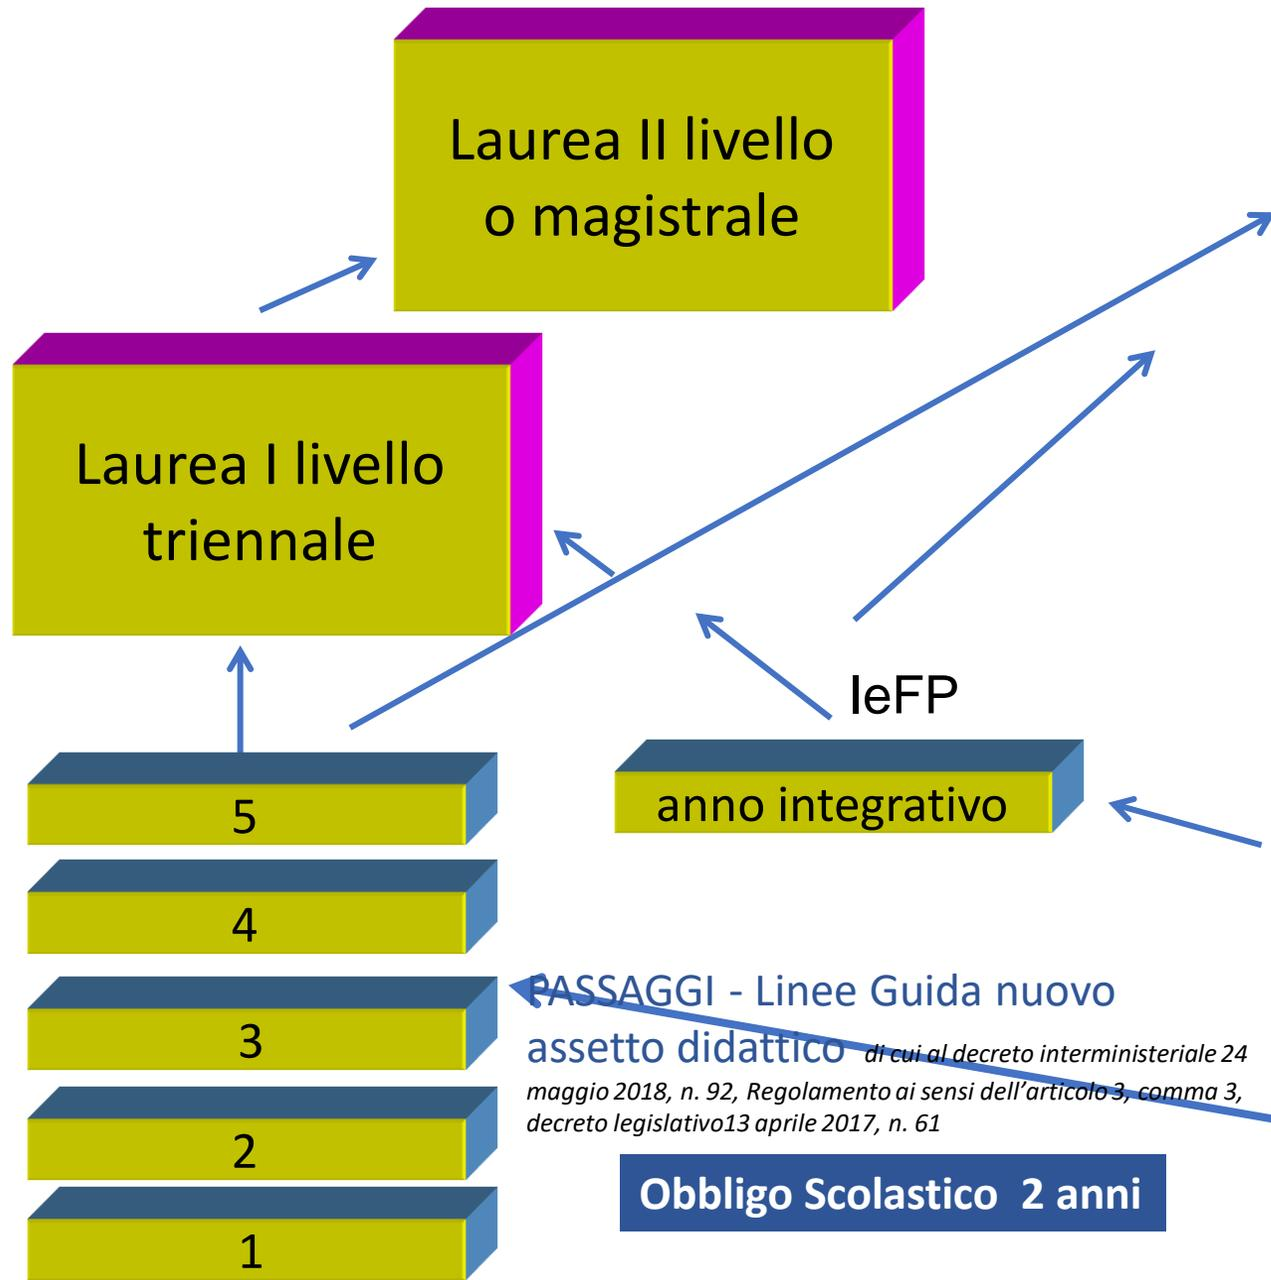 Laurea II livello
o magistrale
Laurea I livello
triennale
IeFP
anno integrativo
5
4
3
2
1
PASSAGGI - Linee Guida nuovo
assetto didattico di cui al decreto interministeriale 24
maggio 2018, n. 92, Regolamento ai sensi dell’articolo 3, comma 3,
decreto legislativo13 aprile 2017, n. 61
Obbligo Scolastico 2 anni